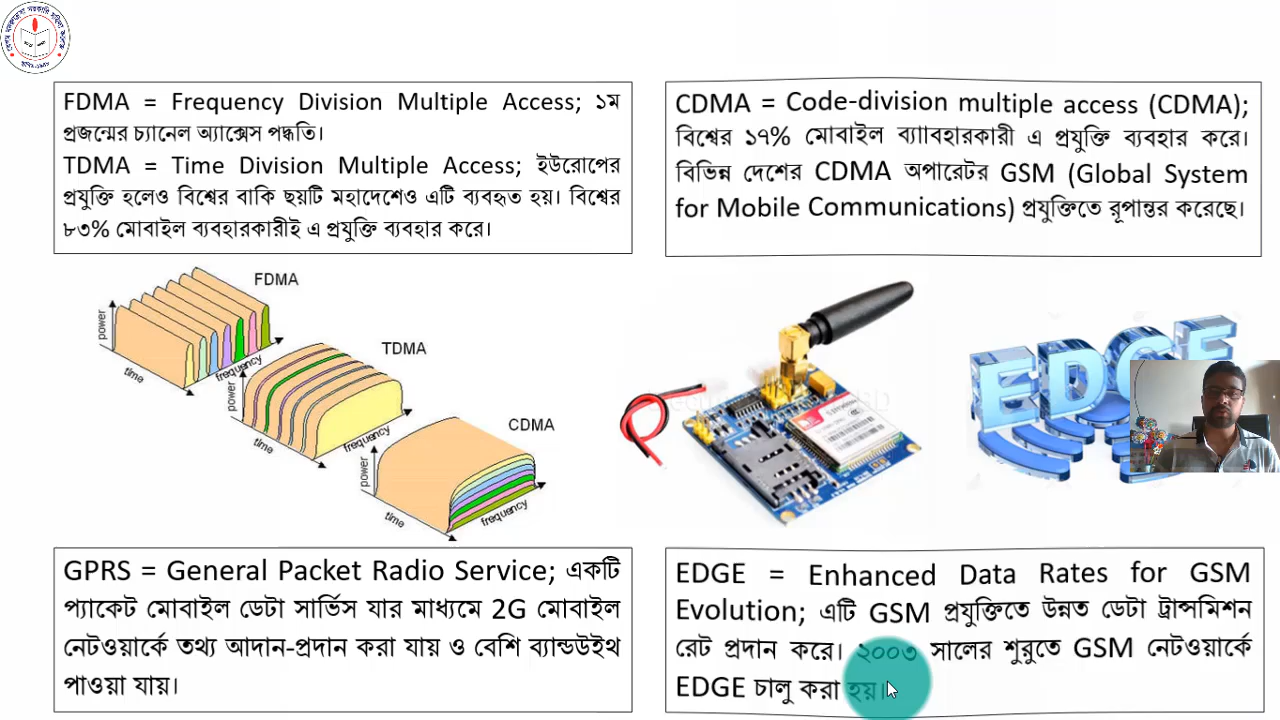 FDMA = Frequency Division Multiple Access; ১ম
প্রজন্মের চ্যানেল অ্যাক্সেস পদ্ধতি।
TDMA = Time Division Multiple Access; ইউরোপের
প্রযুক্তি হলেও বিশ্বের বাকি ছয়টি মহাদেশেও এটি ব্যবহৃত হয়। বিশ্বের
৮৩% মোবাইল ব্যবহারকারীই এ প্রযুক্তি ব্যবহার করে।
CDMA = Code-division multiple access (CDMA);
বিশ্বের ১৭% মোবাইল ব্যাবহারকারী এ প্রযুক্তি ব্যবহার করে।
বিভিন্ন দেশের CDMA অপারেটর GSM (Global System
for Mobile Communications) প্রযুক্তিতে রূপান্তর করেছে।
FDMA
power
time
frequency
TDMA
power
time
frequency
CDMA
power
time
frequency
EDGE
GPRS = General Packet Radio Service; একটি
প্যাকেট মোবাইল ডেটা সার্ভিস যার মাধ্যমে 2G মোবাইল
নেটওয়ার্কে তথ্য আদান-প্রদান করা যায় ও বেশি ব্যান্ডউইথ
পাওয়া যায়।
EDGE = Enhanced Data Rates for GSM
Evolution; এটি GSM প্রযুক্তিতে উন্নত ডেটা ট্রান্সমিশন
রেট প্রদান করে। ২০০৩ সালের শুরুতে GSM নেটওয়ার্কে
EDGE চালু করা হয়।